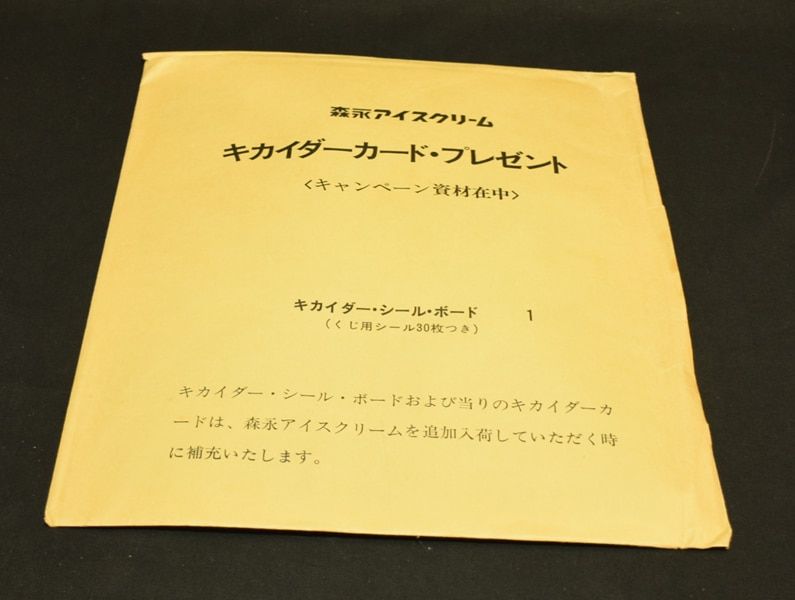 森永アイスクリーム
キカイダーカード・プレゼント
<キャンペーン資材在中>
キカイダー・シール・ボード 1
(くじ用シール30枚つき)
キカイダー・シール・ボードおよび当りのキカイダーカ
ードは、森永アイスクリームを追加入荷していただく時
に補充いたします。